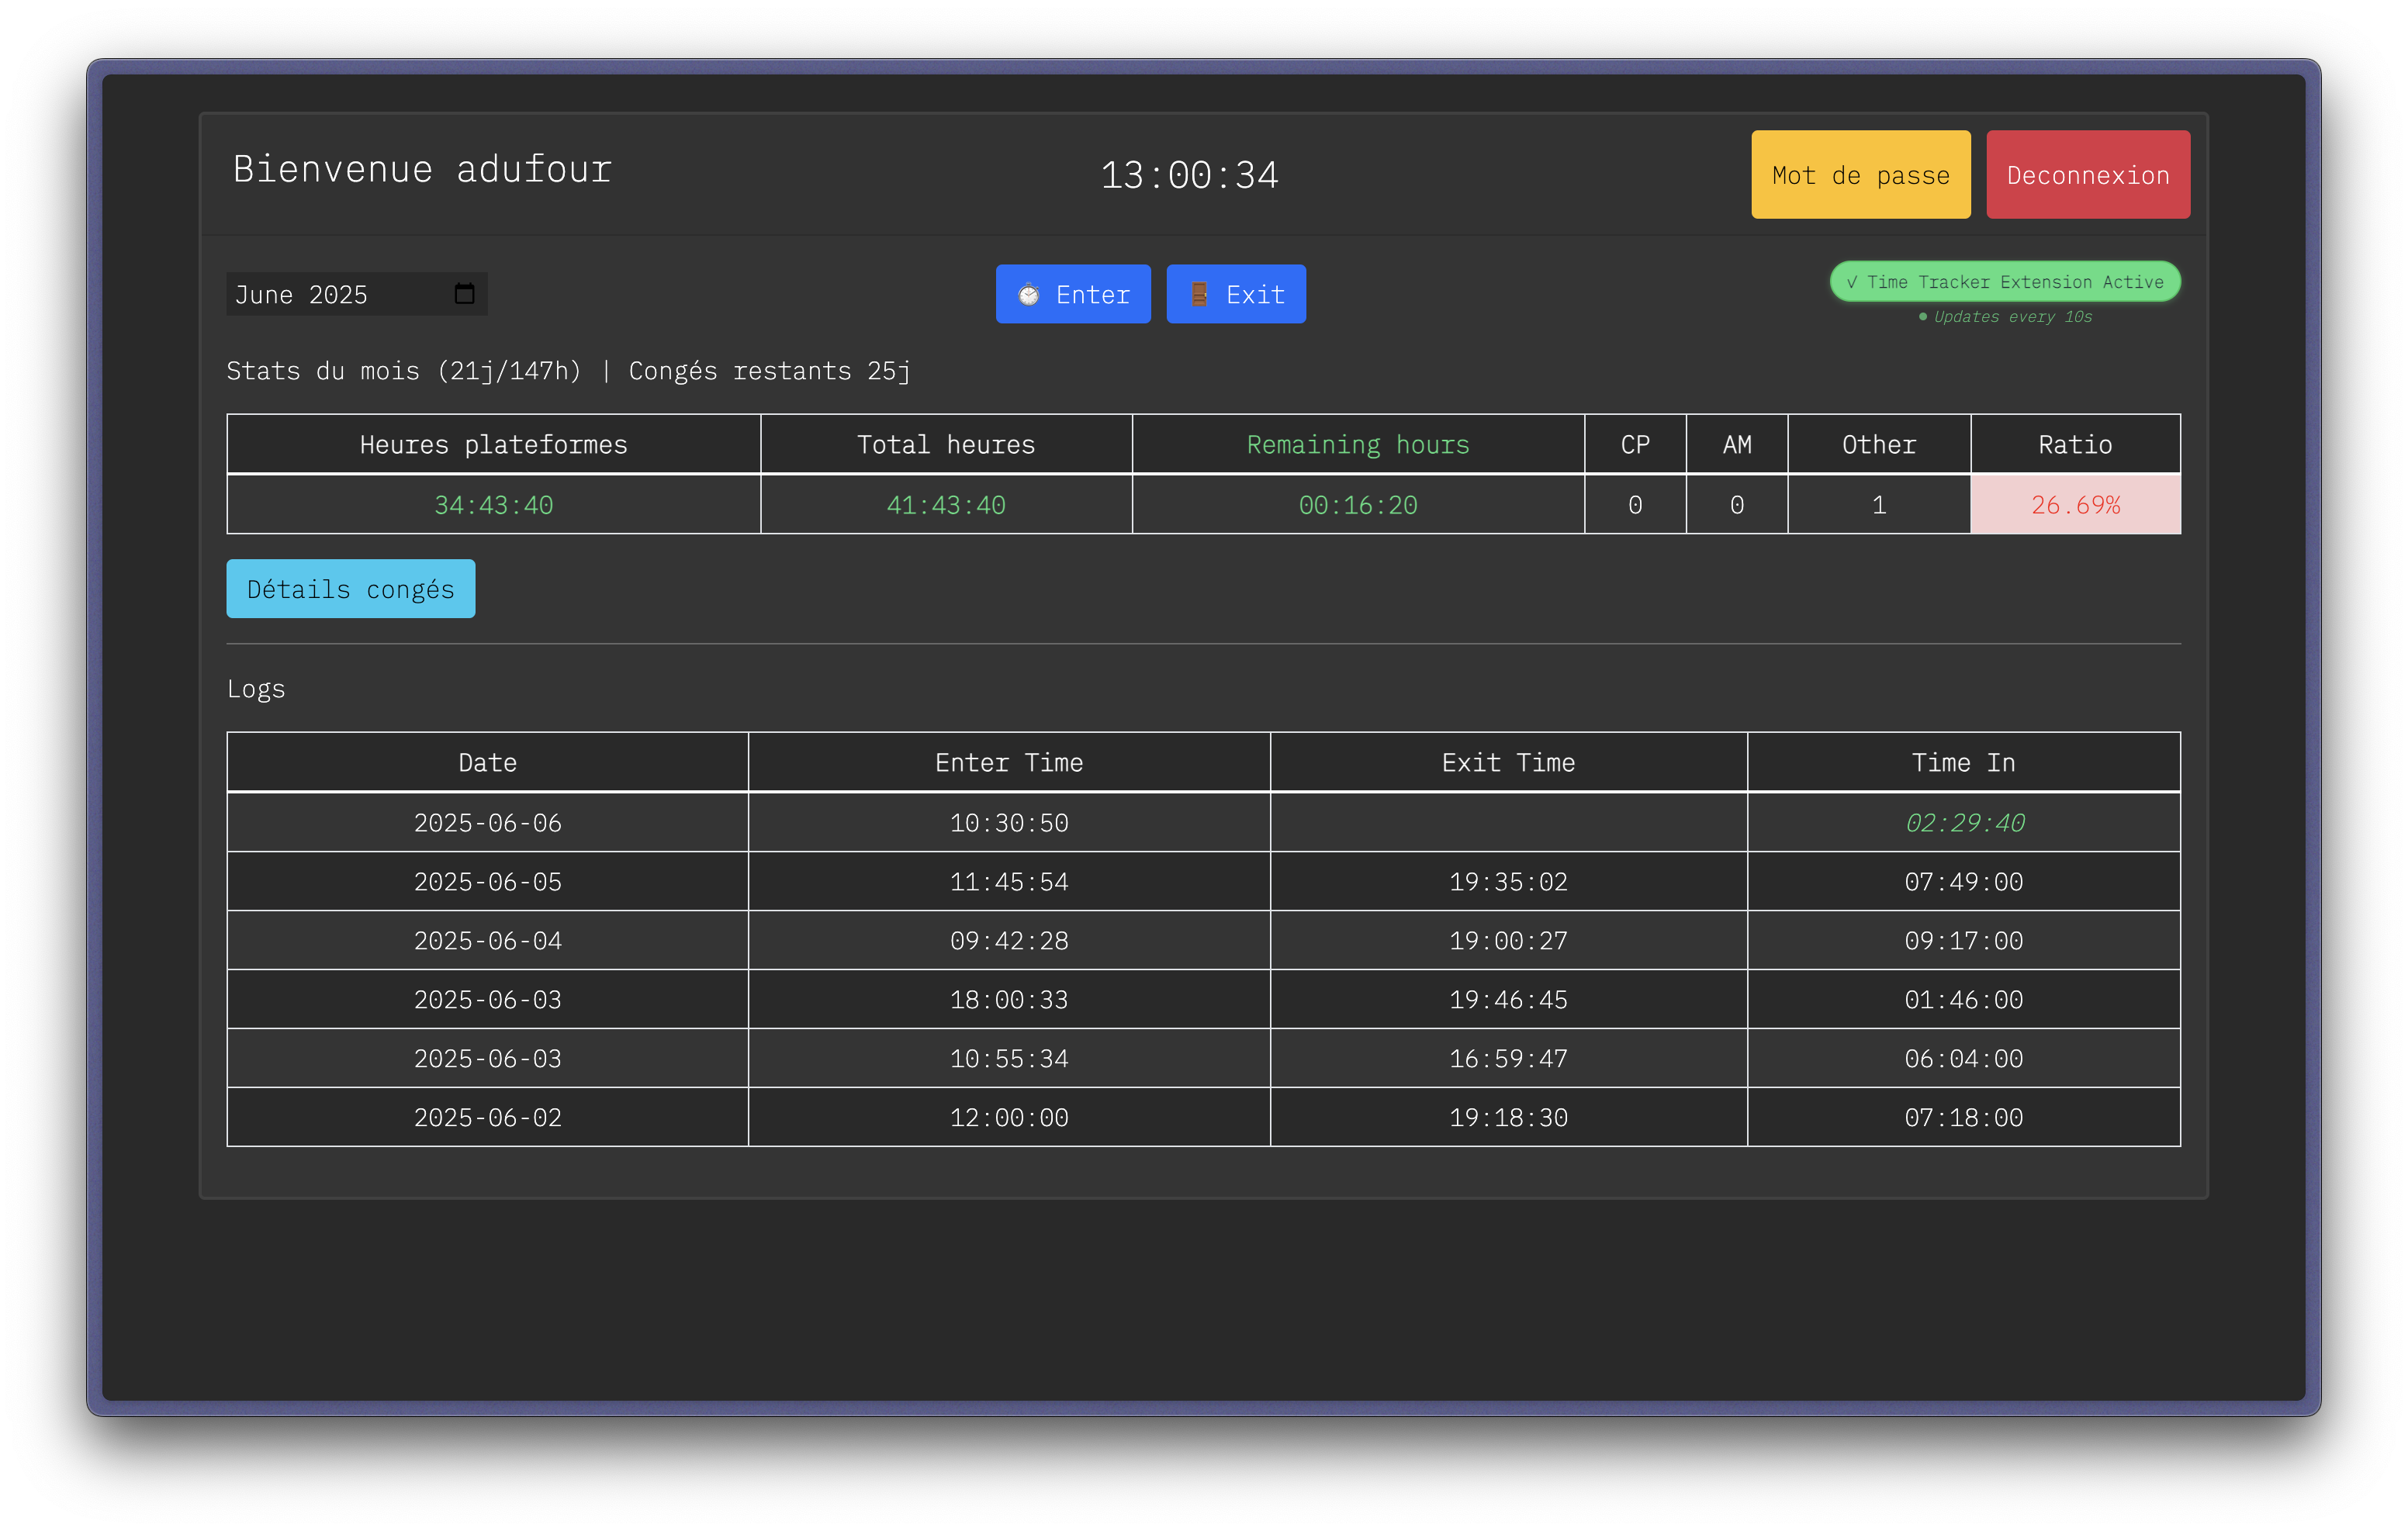 Bienvenue adufour
13:00:34
Mot de passe
Deconnexion
June 2025
⏱ Enter
🚪 Exit
✓ Time Tracker Extension Active
● Updates every 10s
Stats du mois (21j/147h) | Congés restants 25j
Heures plateformes Total heures Remaining hours CP AM Other Ratio
34:43:40 41:43:40 00:16:20 0 0 1 26.69%
Détails congés
Logs
Date Enter Time Exit Time Time In
2025-06-06 10:30:50 02:29:40
2025-06-05 11:45:54 19:35:02 07:49:00
2025-06-04 09:42:28 19:00:27 09:17:00
2025-06-03 18:00:33 19:46:45 01:46:00
2025-06-03 10:55:34 16:59:47 06:04:00
2025-06-02 12:00:00 19:18:30 07:18:00